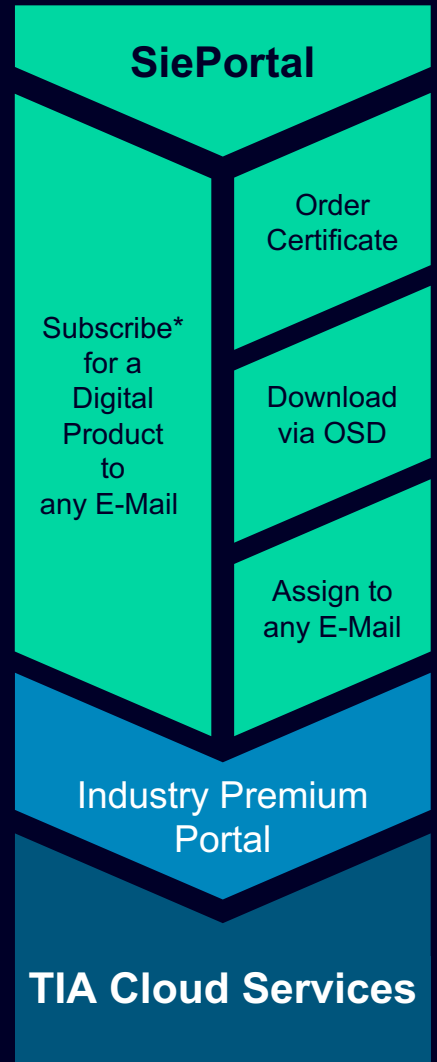 SiePortal
Subscribe*
for a
Digital
Product
to
any E-Mail
Order
Certificate
Download
via OSD
Assign to
any E-Mail
Industry Premium
Portal
TIA Cloud Services